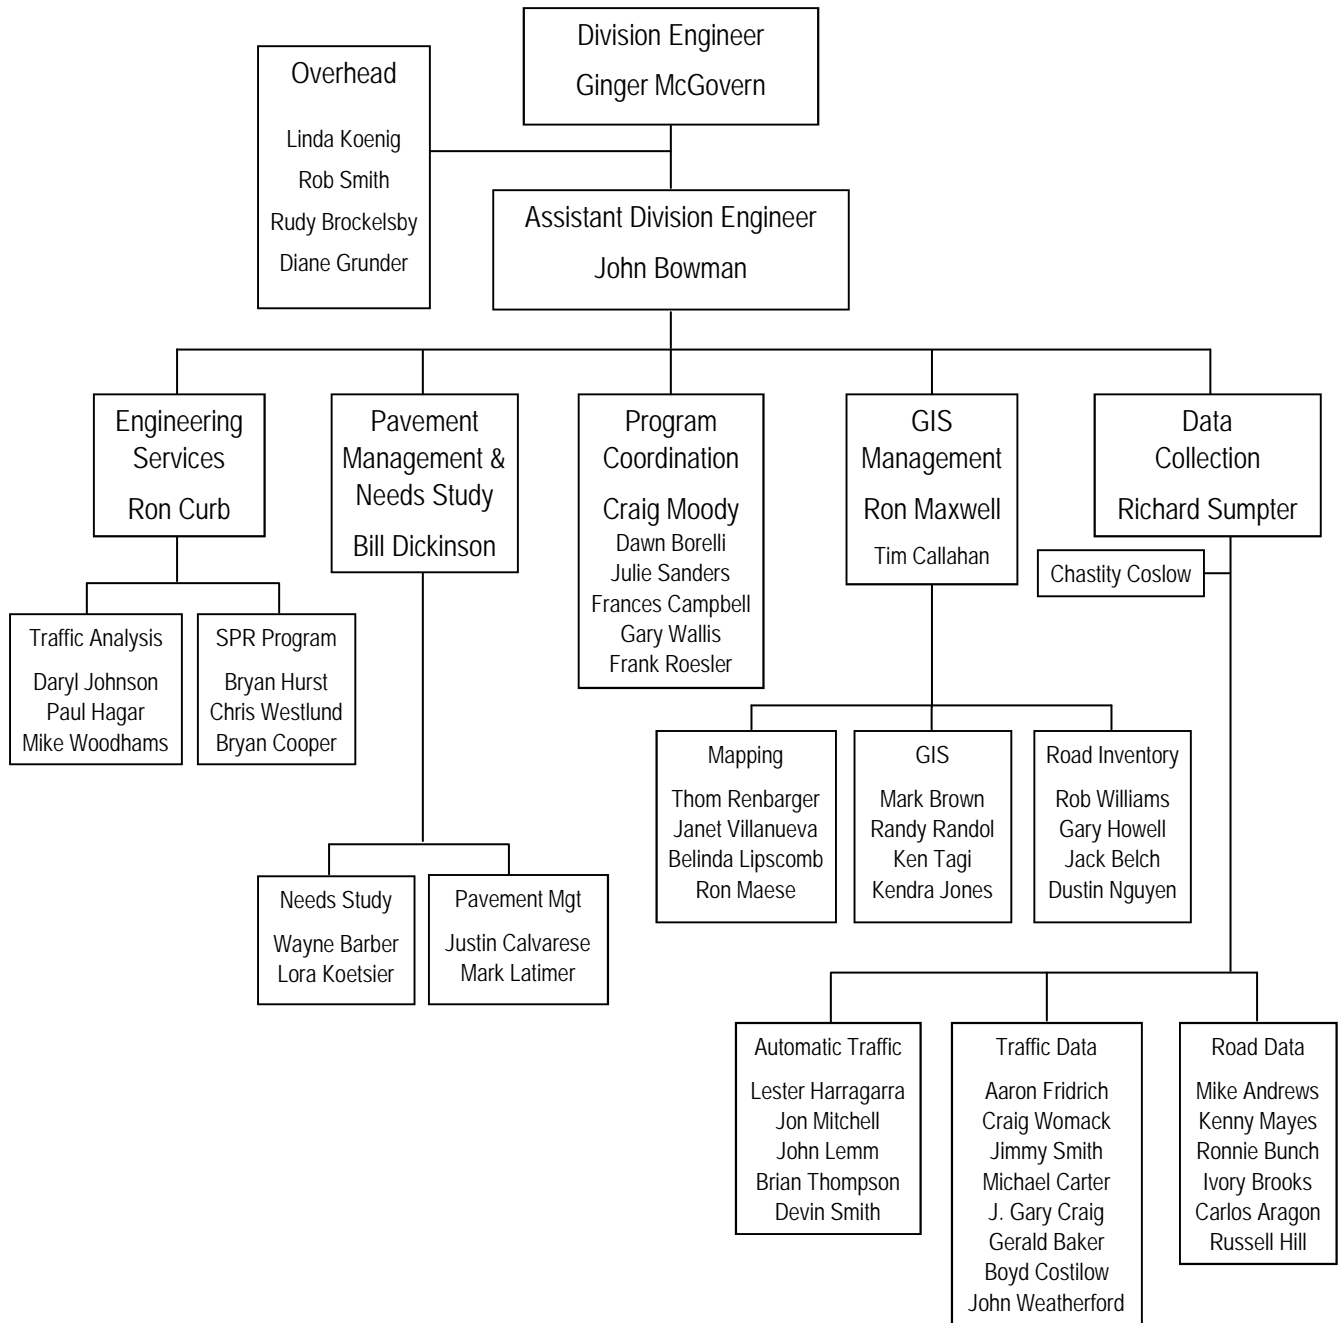 Division Engineer
Ginger McGovern
Overhead
Linda Koenig
Rob Smith
Rudy Brockelsby
Diane Grunder
Assistant Division Engineer
John Bowman
Engineering
Services
Ron Curb
Pavement
Management &
Needs Study
Bill Dickinson
Program
Coordination
Craig Moody
Dawn Borelli
Julie Sanders
Frances Campbell
Gary Wallis
Frank Roesler
GIS
Management
Ron Maxwell
Tim Callahan
Data
Collection
Richard Sumpter
Chastity Coslow
Traffic Analysis
Daryl Johnson
Paul Hagar
Mike Woodhams
SPR Program
Bryan Hurst
Chris Westlund
Bryan Cooper
Mapping
Thom Renbarger
Janet Villanueva
Belinda Lipscomb
Ron Maese
GIS
Mark Brown
Randy Randol
Ken Tagi
Kendra Jones
Road Inventory
Rob Williams
Gary Howell
Jack Belch
Dustin Nguyen
Needs Study
Wayne Barber
Lora Koetsier
Pavement Mgt
Justin Calvarese
Mark Latimer
Automatic Traffic
Lester Harragarra
Jon Mitchell
John Lemm
Brian Thompson
Devin Smith
Traffic Data
Aaron Fridrich
Craig Womack
Jimmy Smith
Michael Carter
J. Gary Craig
Gerald Baker
Boyd Costilow
John Weatherford
Road Data
Mike Andrews
Kenny Mayes
Ronnie Bunch
Ivory Brooks
Carlos Aragon
Russell Hill